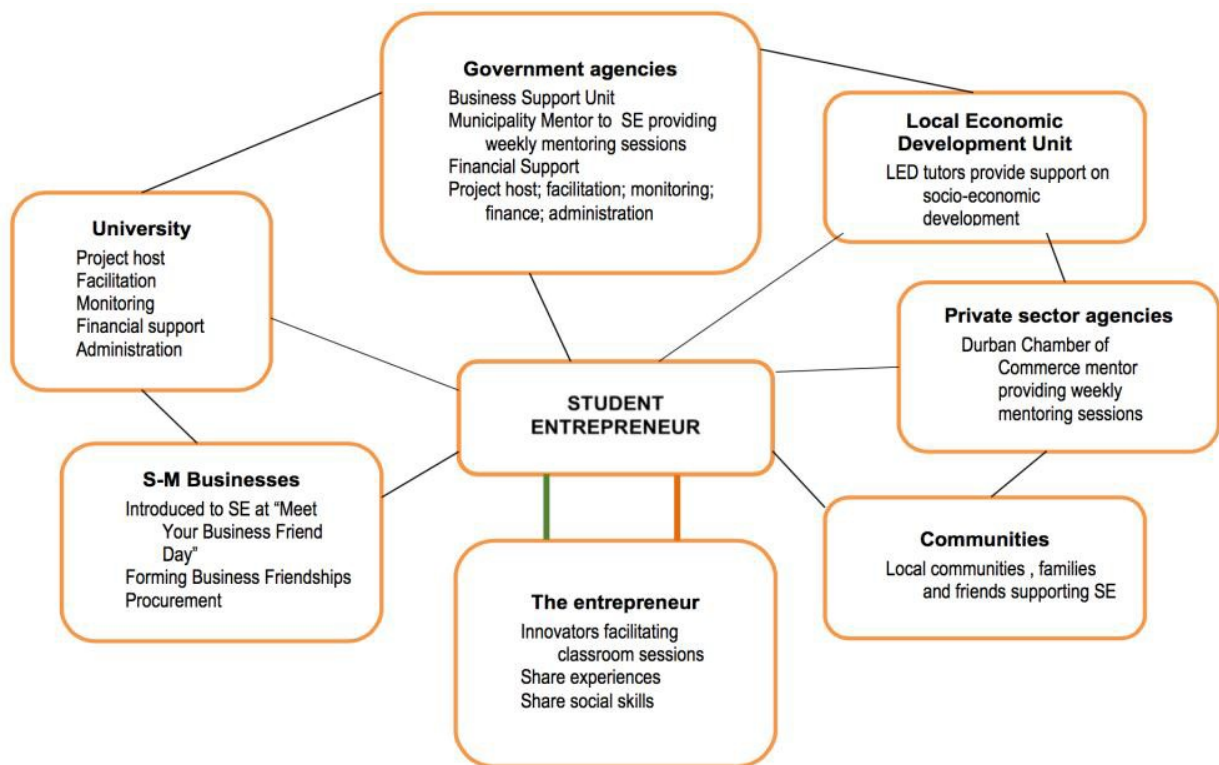 Government agencies
Business Support Unit
Municipality Mentor to SE providing
weekly mentoring sessions
Financial Support
Project host; facilitation; monitoring;
finance; administration
Local Economic
Development Unit
LED tutors provide support on
socio-economic
development
University
Project host
Facilitation
Monitoring
Financial support
Administration
Private sector agencies
Durban Chamber of
Commerce mentor
providing weekly
mentoring sessions
STUDENT
ENTREPRENEUR
S-M Businesses
Introduced to SE at “Meet
Your Business Friend
Day”
Forming Business Friendships
Procurement
Communities
Local communities , families
and friends supporting SE
The entrepreneur
Innovators facilitating
classroom sessions
Share experiences
Share social skills